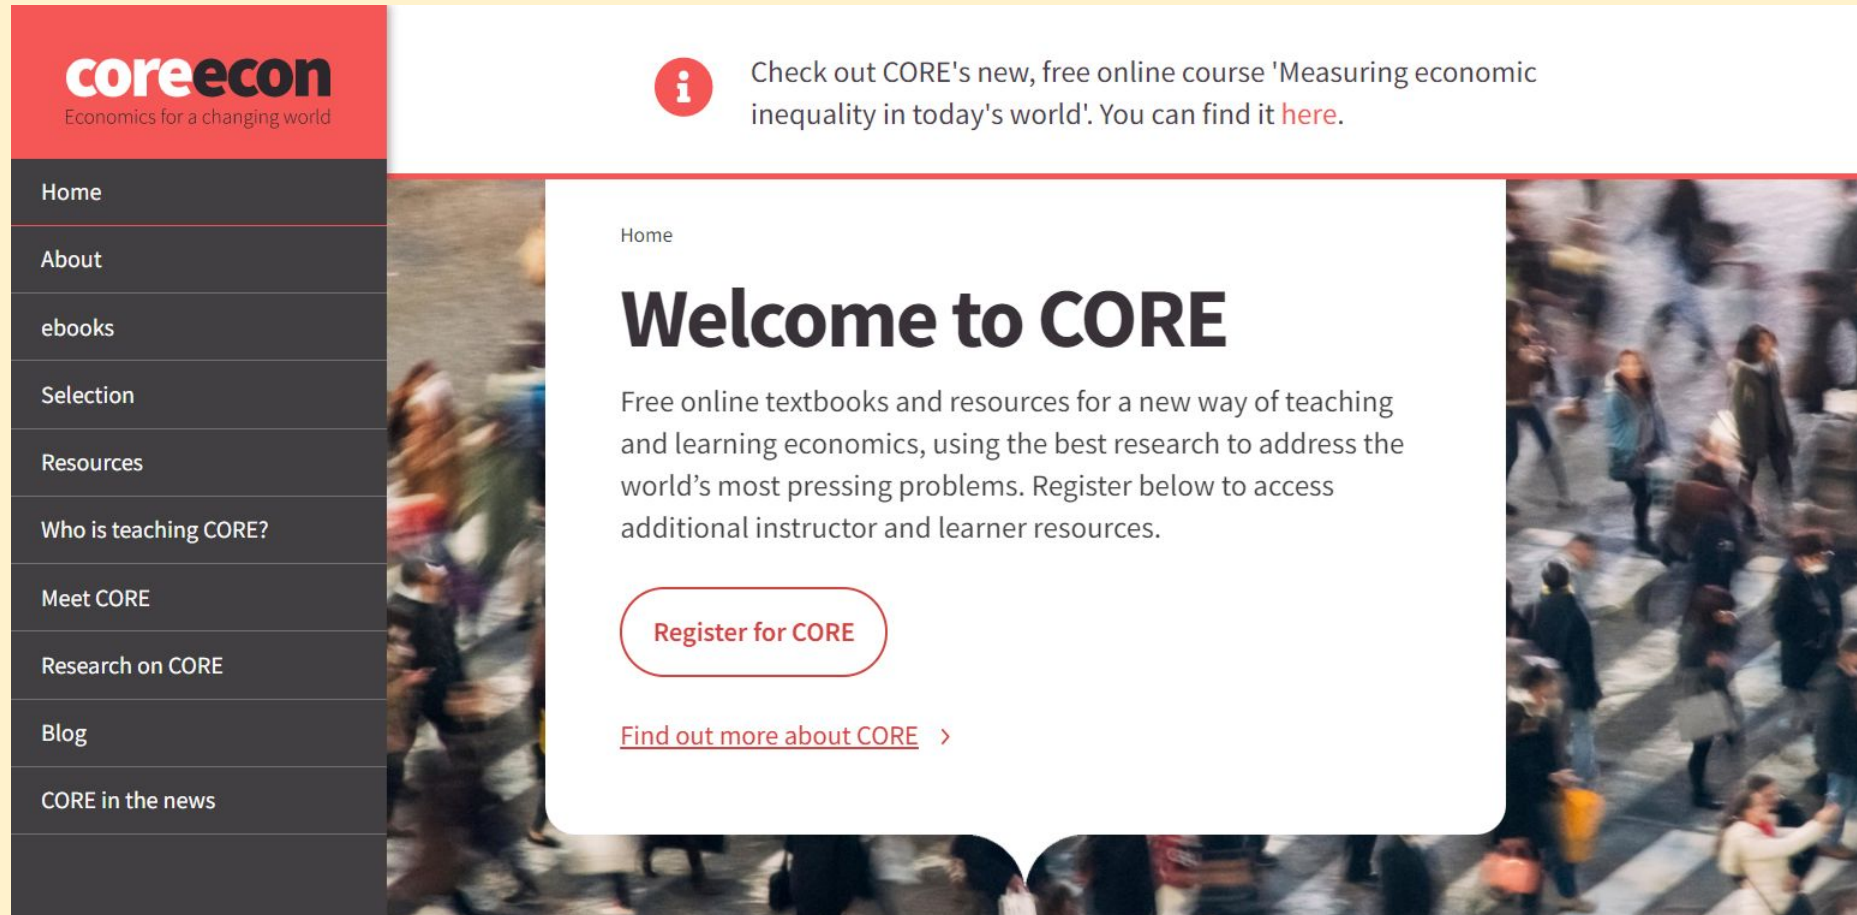 coreecon
Economics for a changing world
Home
About
ebooks
Selection
Resources
Who is teaching CORE?
Meet CORE
Research on CORE
Blog
CORE in the news
Check out CORE's new, free online course 'Measuring economic
inequality in today's world'. You can find it here.
Home
Welcome to CORE
Free online textbooks and resources for a new way of teaching
and learning economics, using the best research to address the
world’s most pressing problems. Register below to access
additional instructor and learner resources.
Register for CORE
Find out more about CORE